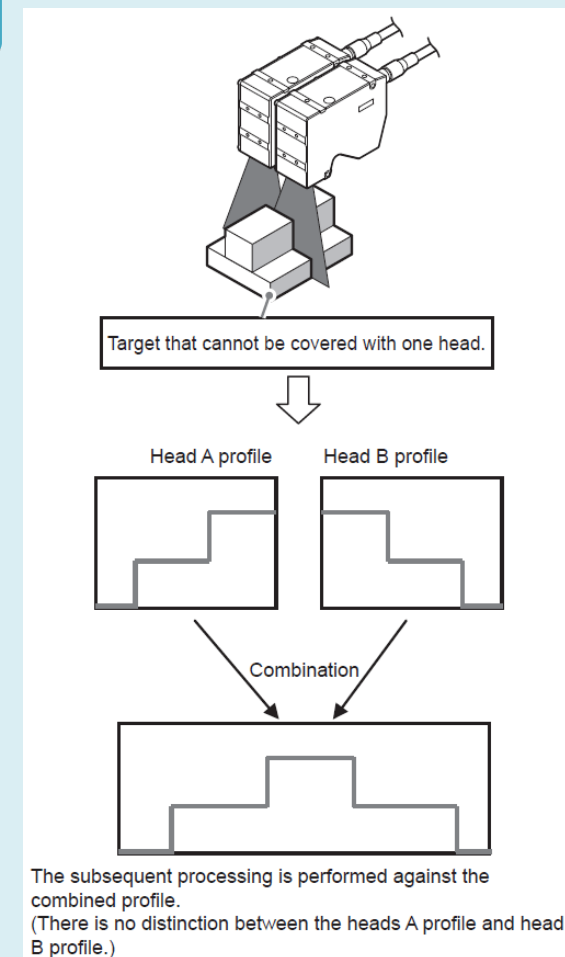 Target that cannot be covered with one head.
Head A profile
Head B profile
Combination
The subsequent processing is performed against the
combined profile.
(There is no distinction between the heads A profile and head
B profile.)